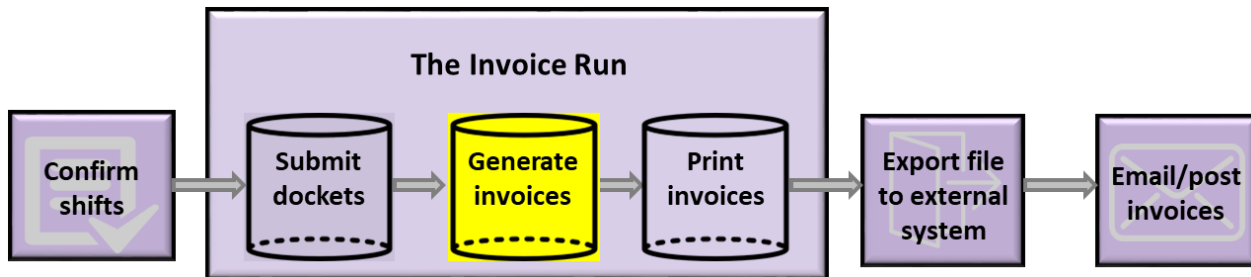 The Invoice Run
Confirm
shifts
Submit
dockets
Generate
invoices
Print
invoices
Export file
to external
system
Email/post
invoices